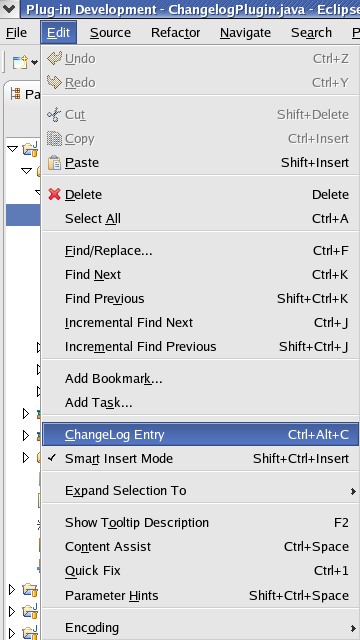 Plug-in Development - ChangelogPlugin.java - Eclips
File Edit Source Refactor Navigate Search P
Pa
Undo Ctrl+Z
Redo Ctrl+Y
Cut Shift+Delete
Copy Ctrl+Insert
Paste Shift+Insert
Delete Delete
Select All Ctrl+A
Find/Replace... Ctrl+F
Find Next Ctrl+K
Find Previous Shift+Ctrl+K
Incremental Find Next Ctrl+J
Incremental Find Previous Shift+Ctrl+J
Add Bookmark...
Add Task...
ChangeLog Entry Ctrl+Alt+C
Smart Insert Mode Shift+Ctrl+Insert
Expand Selection To
Show Tooltip Description F2
Content Assist Ctrl+Space
Quick Fix Ctrl+1
Parameter Hints Shift+Ctrl+Space
Encoding